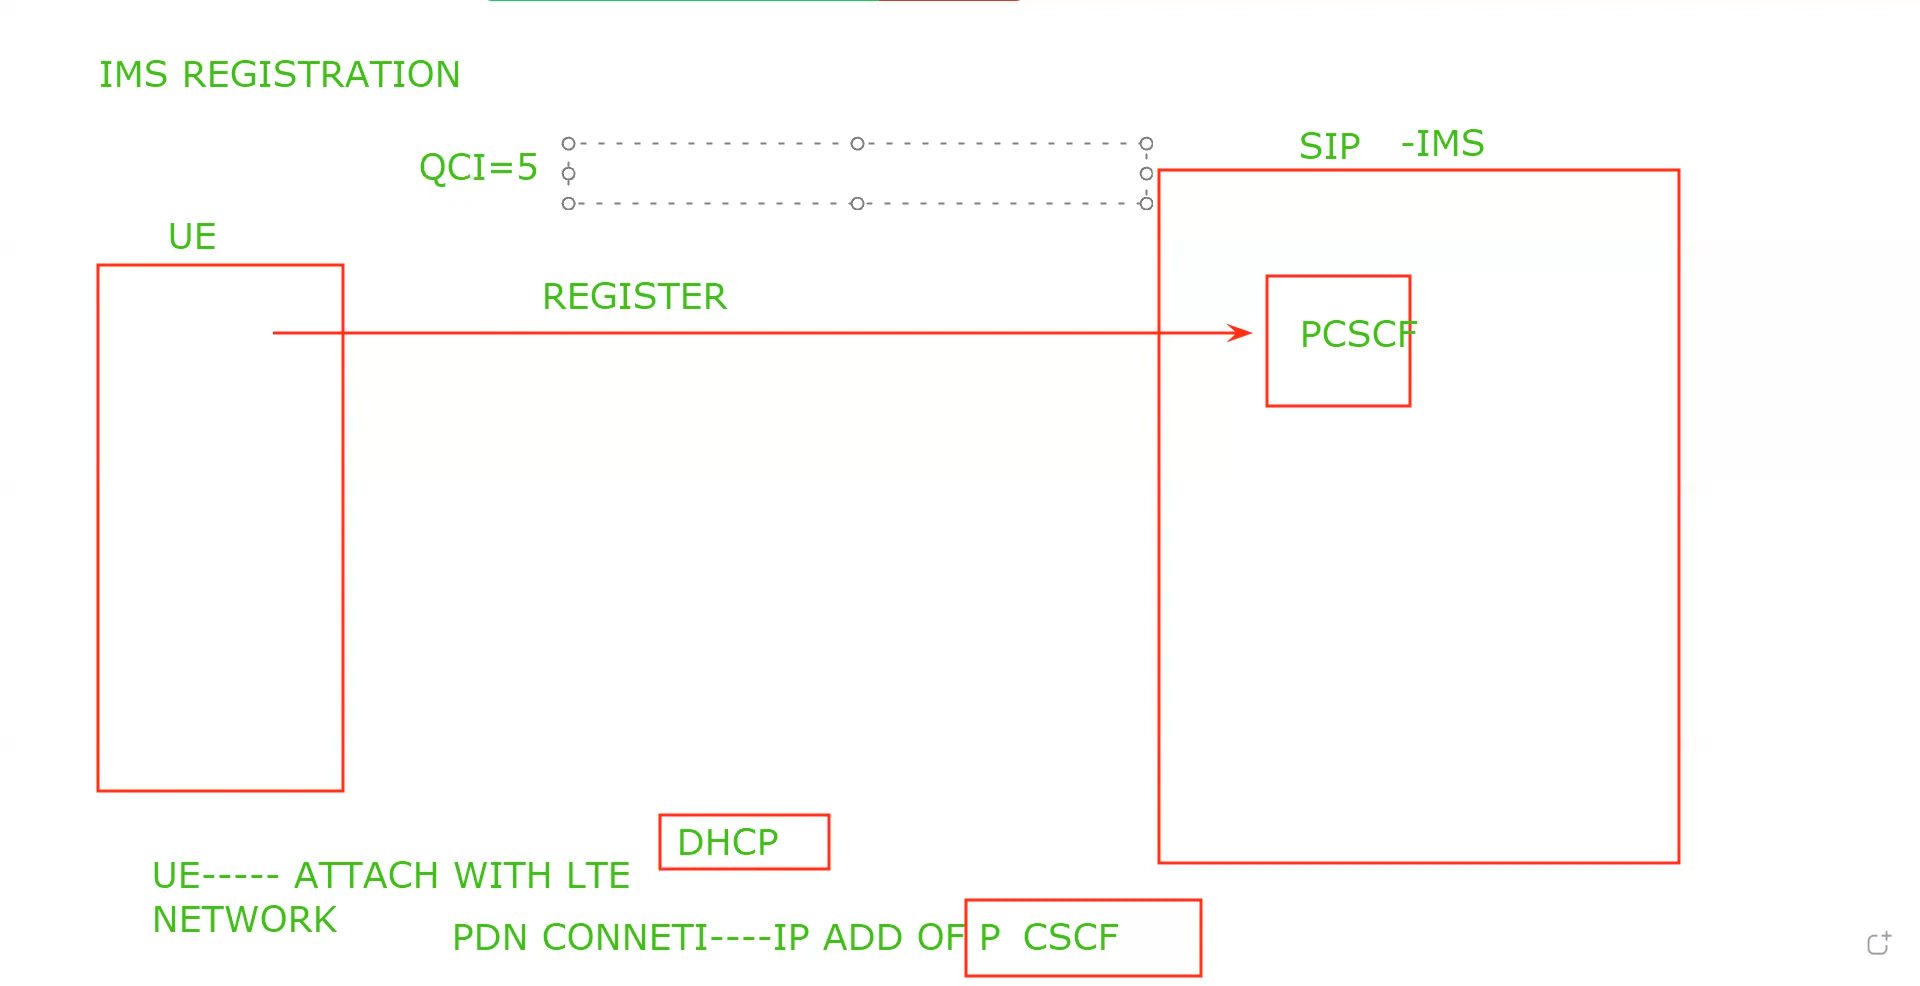 IMS REGISTRATION
SIP -IMS
QCI=5
UE
REGISTER
PCSCF
DHCP
UE----- ATTACH WITH LTE
NETWORK
PDN CONNETI----IP ADD OF P CSCF